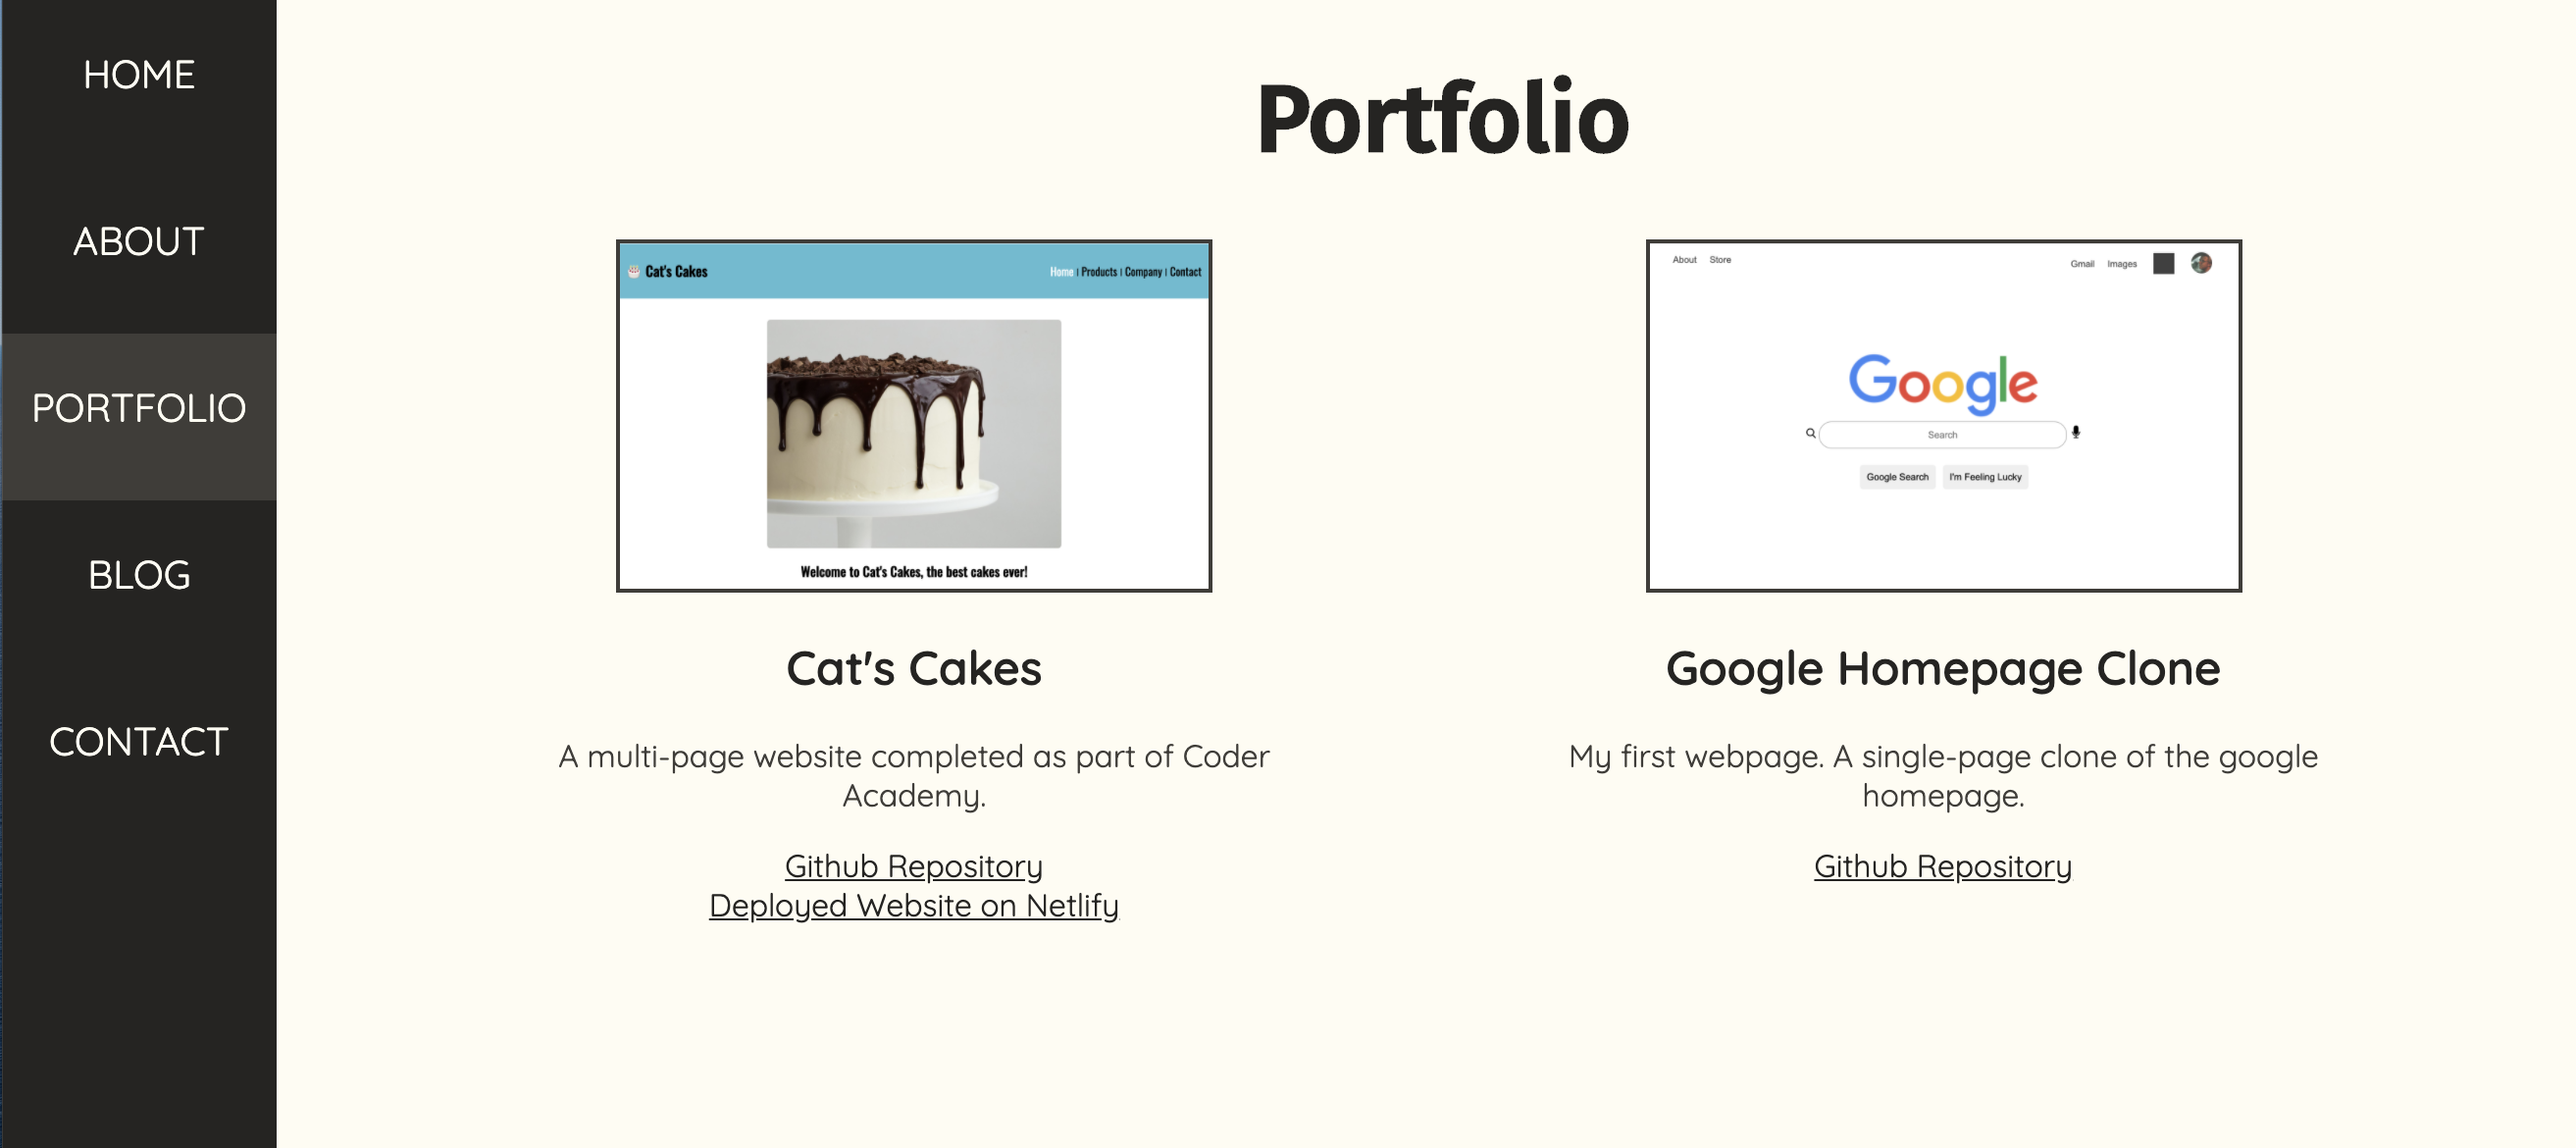 HOME
ABOUT
PORTFOLIO
BLOG
CONTACT
Portfolio
Cat's Cakes
Home | Products | Company | Contact
Welcome to Cat's Cakes, the best cakes ever!
Cat's Cakes
A multi-page website completed as part of Coder
Academy.
Github Repository
Deployed Website on Netlify
About Store
Gmail Images
Google
Search
Google Search I'm Feeling Lucky
Google Homepage Clone
My first webpage. A single-page clone of the google
homepage.
Github Repository